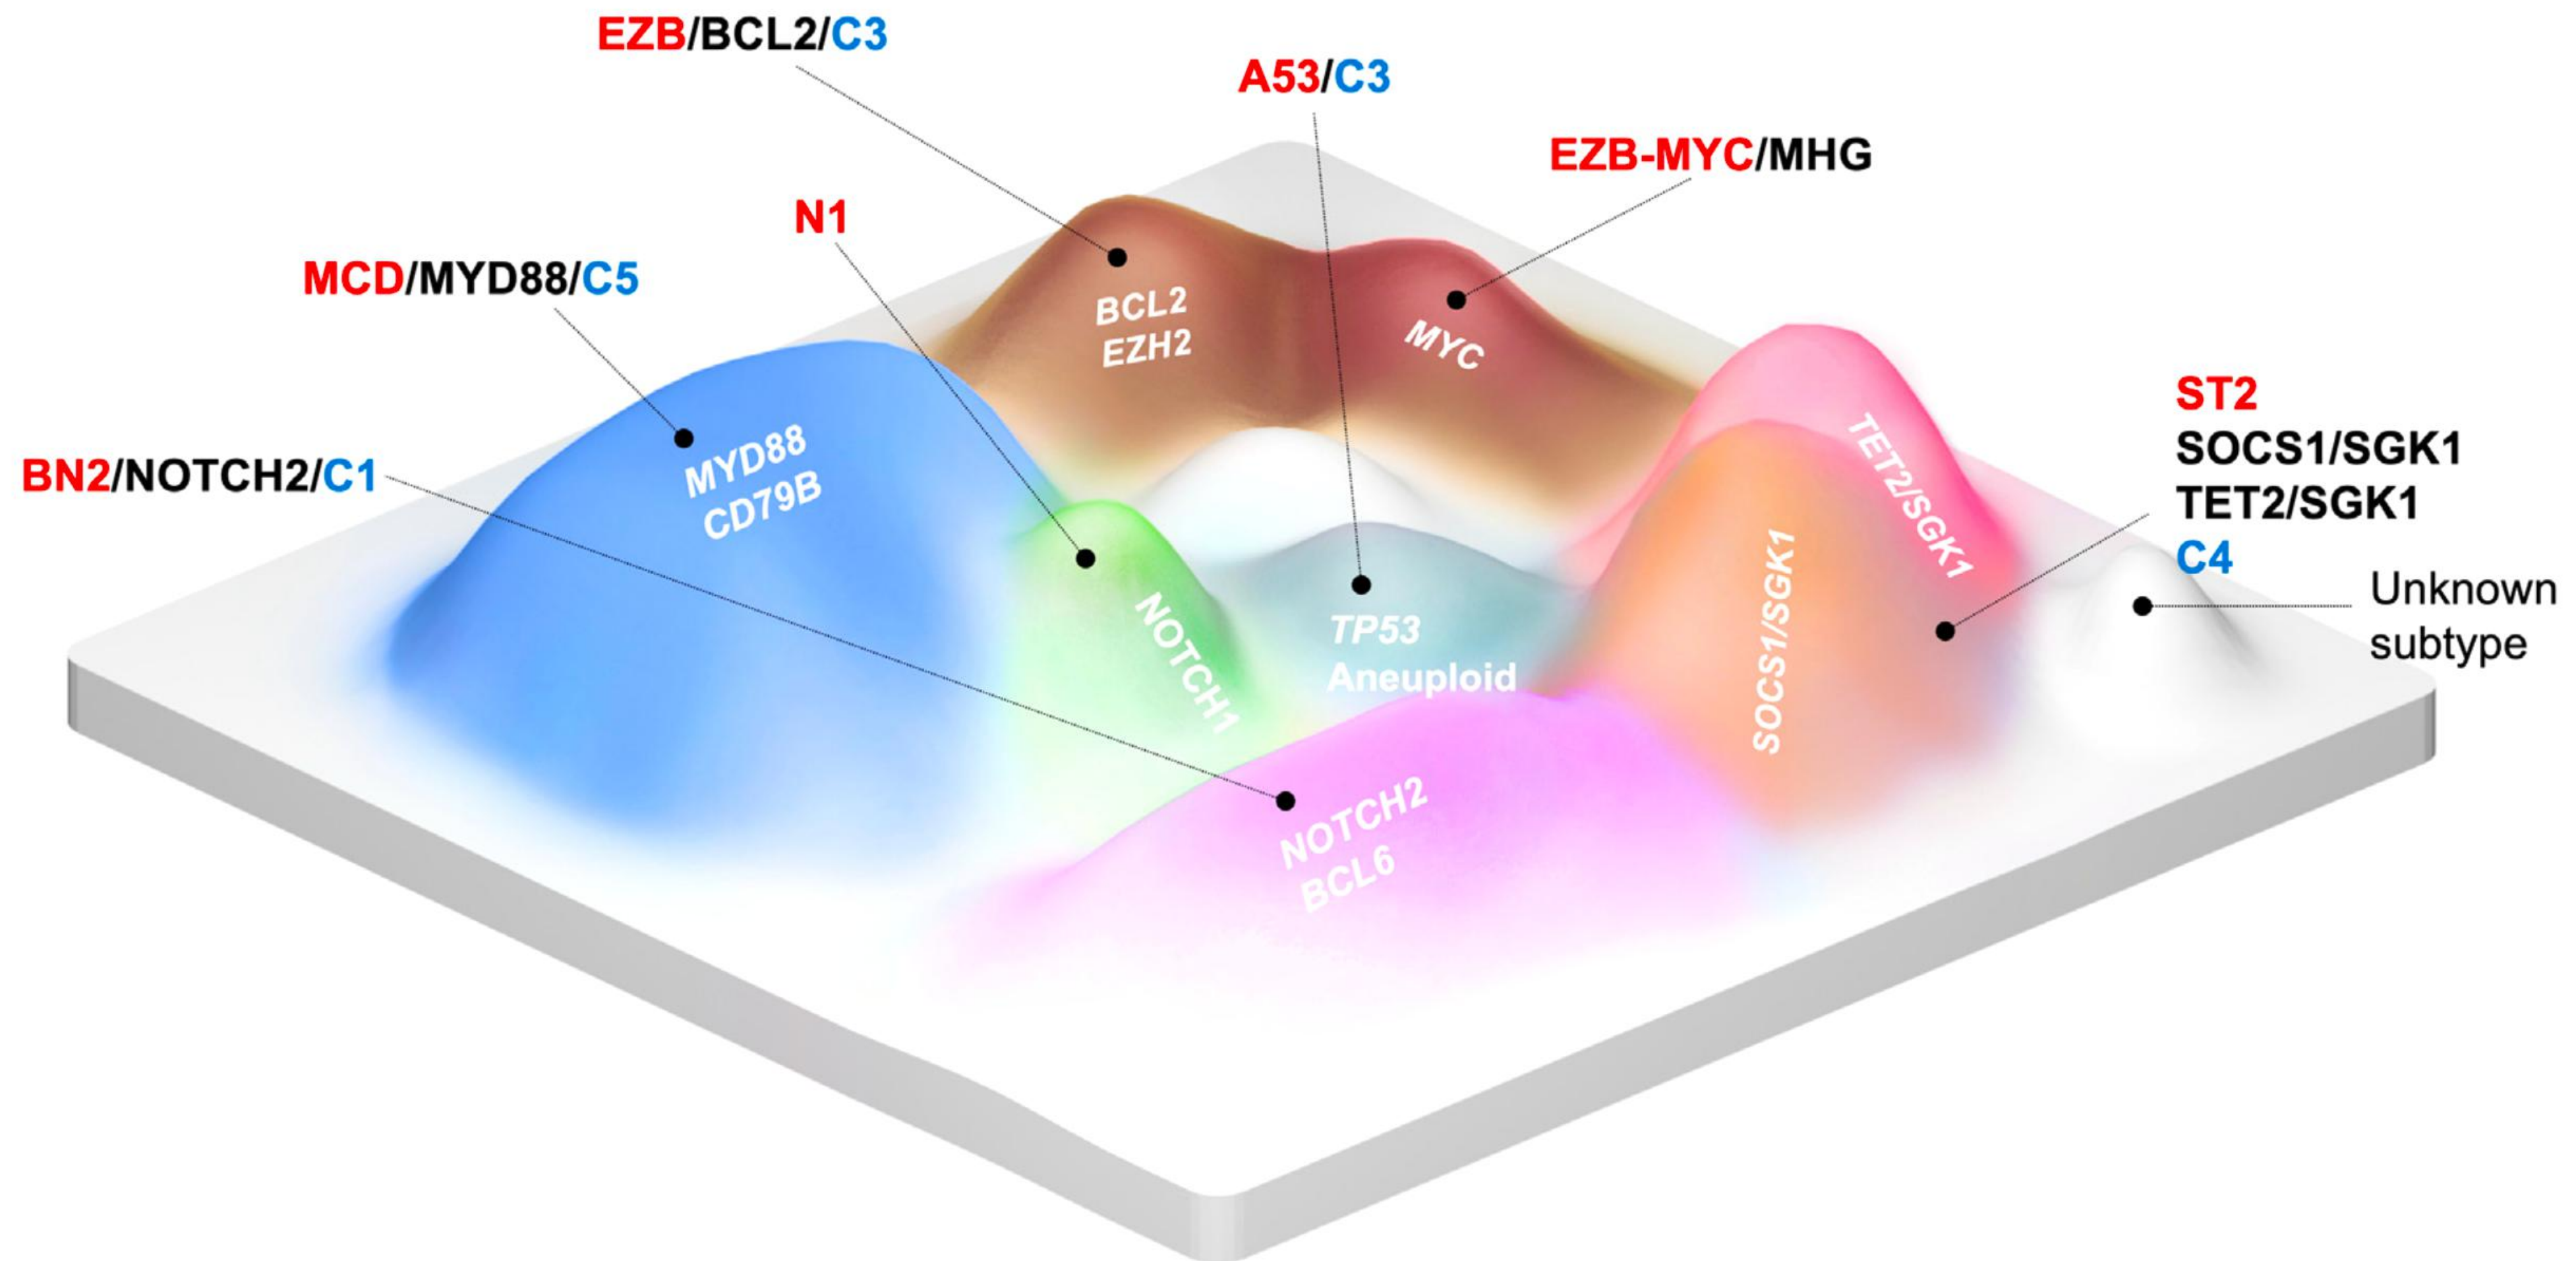 EZB/BCL2/C3
A53/C3
EZB-MYC/MHG
N1
MCD/MYD88/C5
BN2/NOTCH2/C1
BCL2
EZH2
MYC
MYD88
CD79B
NOTCH1
TP53
Aneuploid
TET2/SGK1
SOCS1/SGK1
NOTCH2
BCL6
ST2
SOCS1/SGK1
TET2/SGK1
C4
Unknown
subtype